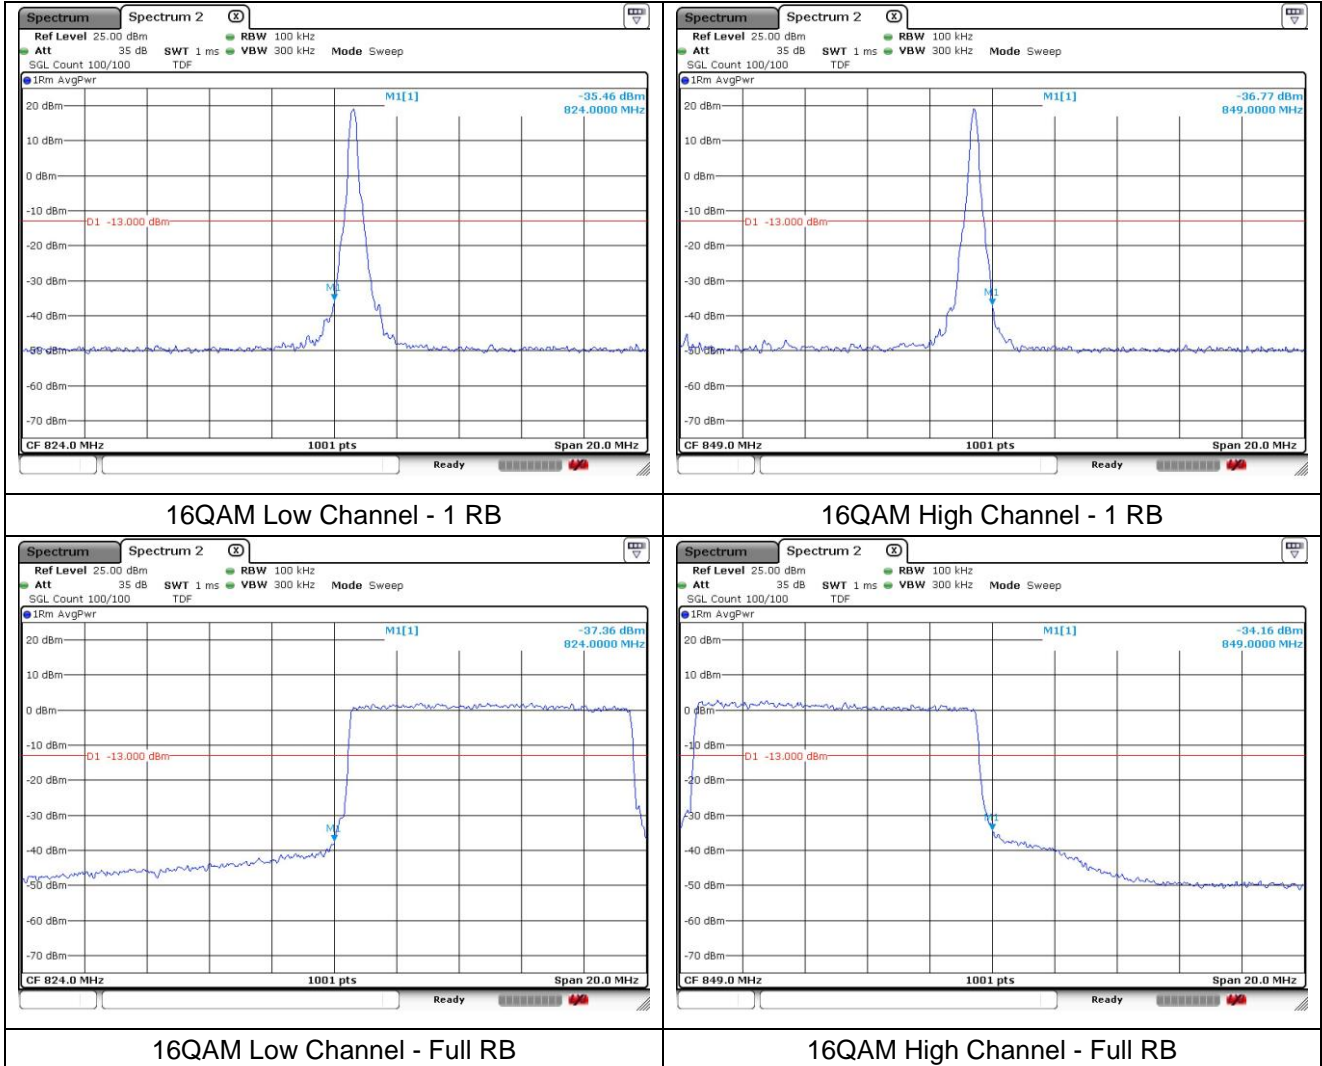 Spectrum Spectrum 2 X
Ref Level 25.00 dBm RBW 100 kHz
Att 35 dB SWT 1 ms VBW 300 kHz Mode Sweep
SGL Count 100/100 TDF
1Rm AvgPwr
M1[1] -35.46 dBm
824.0000 MHz
20 dBm
10 dBm
0 dBm
-10 dBm
D1 -13.000 dBm
-20 dBm
-30 dBm
M1
-40 dBm
-50 dBm
-60 dBm
-70 dBm
CF 824.0 MHz 1001 pts Span 20.0 MHz
Ready
16QAM Low Channel - 1 RB
Spectrum Spectrum 2 X
Ref Level 25.00 dBm RBW 100 kHz
Att 35 dB SWT 1 ms VBW 300 kHz Mode Sweep
SGL Count 100/100 TDF
1Rm AvgPwr
M1[1] -36.77 dBm
849.0000 MHz
20 dBm
10 dBm
0 dBm
-10 dBm
D1 -13.000 dBm
-20 dBm
-30 dBm
M1
-40 dBm
-50 dBm
-60 dBm
-70 dBm
CF 849.0 MHz 1001 pts Span 20.0 MHz
Ready
16QAM High Channel - 1 RB
Spectrum Spectrum 2 X
Ref Level 25.00 dBm RBW 100 kHz
Att 35 dB SWT 1 ms VBW 300 kHz Mode Sweep
SGL Count 100/100 TDF
1Rm AvgPwr
M1[1] -37.36 dBm
824.0000 MHz
20 dBm
10 dBm
0 dBm
-10 dBm
D1 -13.000 dBm
-20 dBm
-30 dBm
M1
-40 dBm
-50 dBm
-60 dBm
-70 dBm
CF 824.0 MHz 1001 pts Span 20.0 MHz
Ready
16QAM Low Channel - Full RB
Spectrum Spectrum 2 X
Ref Level 25.00 dBm RBW 100 kHz
Att 35 dB SWT 1 ms VBW 300 kHz Mode Sweep
SGL Count 100/100 TDF
1Rm AvgPwr
M1[1] -34.16 dBm
849.0000 MHz
20 dBm
10 dBm
0 dBm
-10 dBm
D1 -13.000 dBm
-20 dBm
-30 dBm
M1
-40 dBm
-50 dBm
-60 dBm
-70 dBm
CF 849.0 MHz 1001 pts Span 20.0 MHz
Ready
16QAM High Channel - Full RB